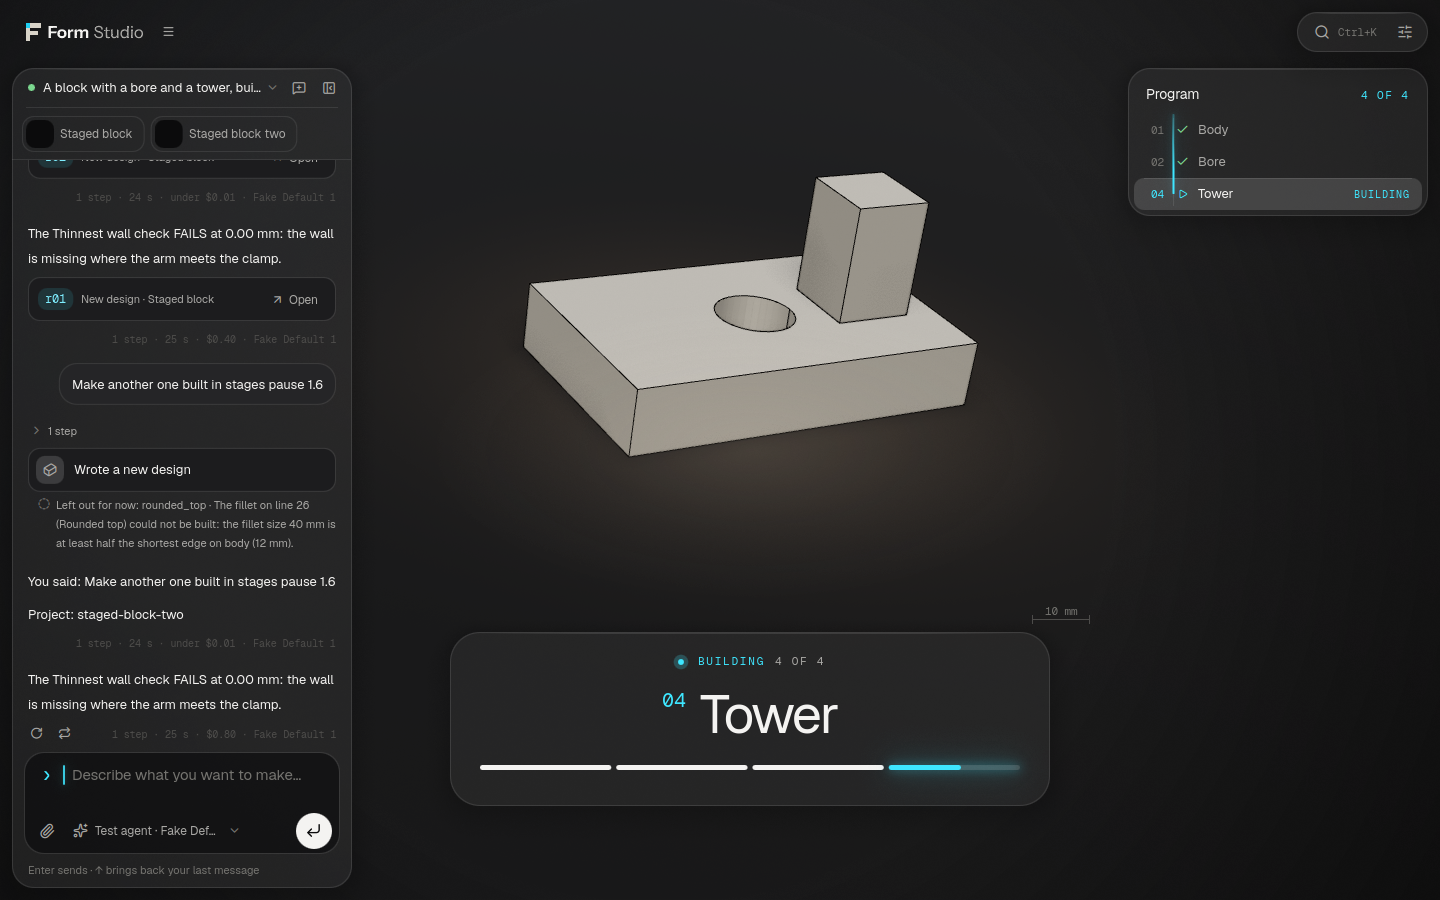 Form Studio
Ctrl+K
A block with a bore and a tower, bui...
Staged block
Staged block two
1 step · 24 s · under $0.01 · Fake Default 1
The Thinnest wall check FAILS at 0.00 mm: the wall
is missing where the arm meets the clamp.
r01 New design · Staged block Open
1 step · 25 s · $0.40 · Fake Default 1
Make another one built in stages pause 1.6
1 step
Wrote a new design
Left out for now: rounded_top · The fillet on line 26
(Rounded top) could not be built: the fillet size 40 mm is
at least half the shortest edge on body (12 mm).
You said: Make another one built in stages pause 1.6
Project: staged-block-two
1 step · 24 s · under $0.01 · Fake Default 1
The Thinnest wall check FAILS at 0.00 mm: the wall
is missing where the arm meets the clamp.
1 step · 25 s · $0.80 · Fake Default 1
Describe what you want to make...
Test agent · Fake Def...
Enter sends · ↑ brings back your last message
10 mm
BUILDING 4 OF 4
04 Tower
Program 4 OF 4
01 Body
02 Bore
04 Tower BUILDING